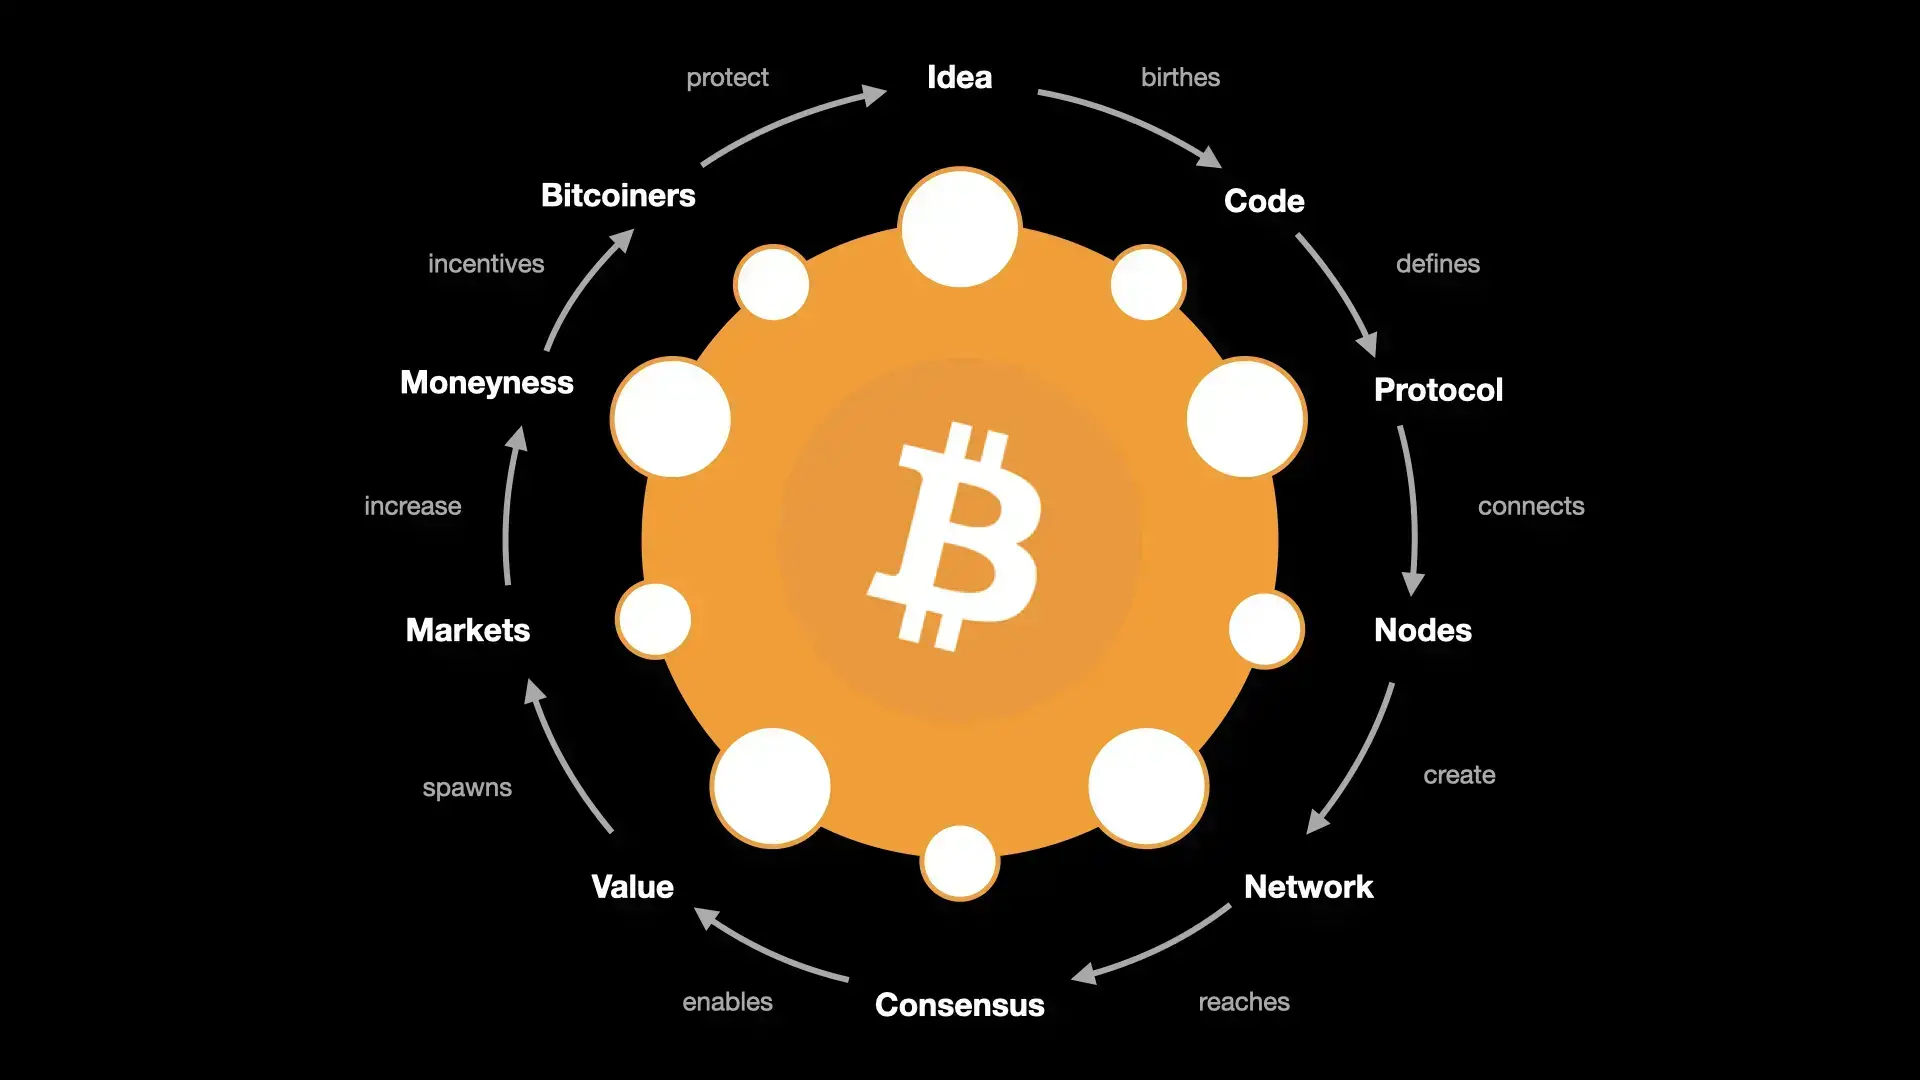 Idea
birthes
Code
defines
Protocol
connects
Nodes
create
Network
reaches
Consensus
enables
Value
spawns
Markets
increase
Moneyness
incentives
Bitcoiners
protect